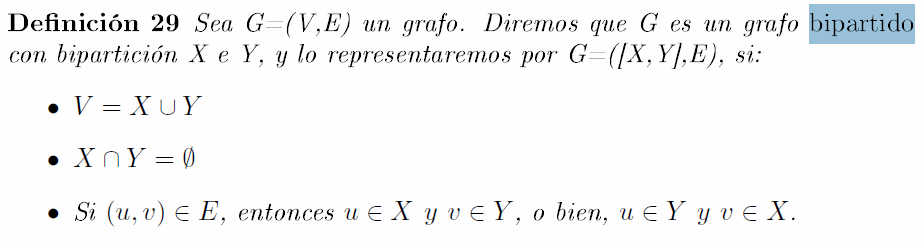 Definición 29 Sea G=(V,E) un grafo. Diremos que G es un grafo bipartido
con bipartición X e Y, y lo representaremos por G=([X,Y],E), si:
• V = X ∪ Y
• X ∩ Y = ∅
• Si (u, v) ∈ E, entonces u ∈ X y v ∈ Y, o bien, u ∈ Y y v ∈ X.